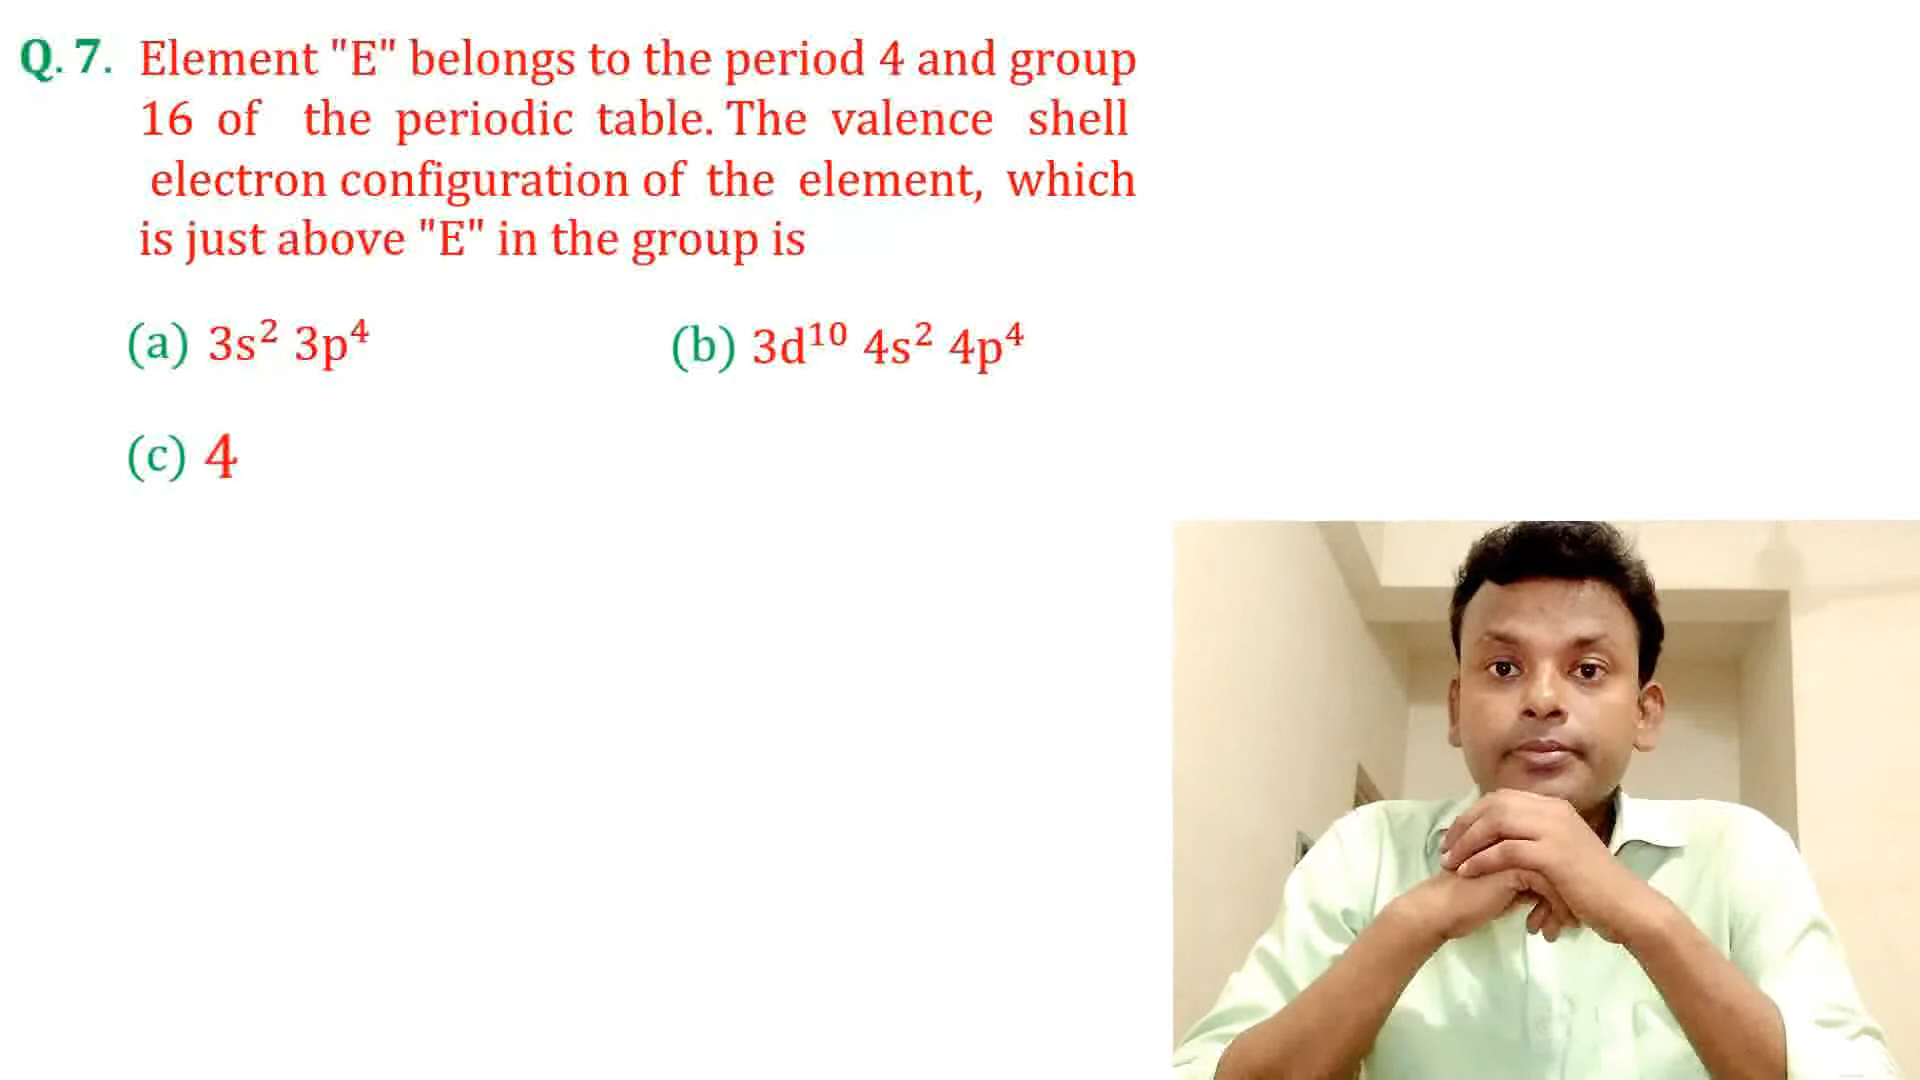 Q. 7. Element "E" belongs to the period 4 and group
16 of the periodic table. The valence shell
electron configuration of the element, which
is just above "E" in the group is
(a) 3s² 3p⁴ (b) 3d¹⁰ 4s² 4p⁴
(c) 4